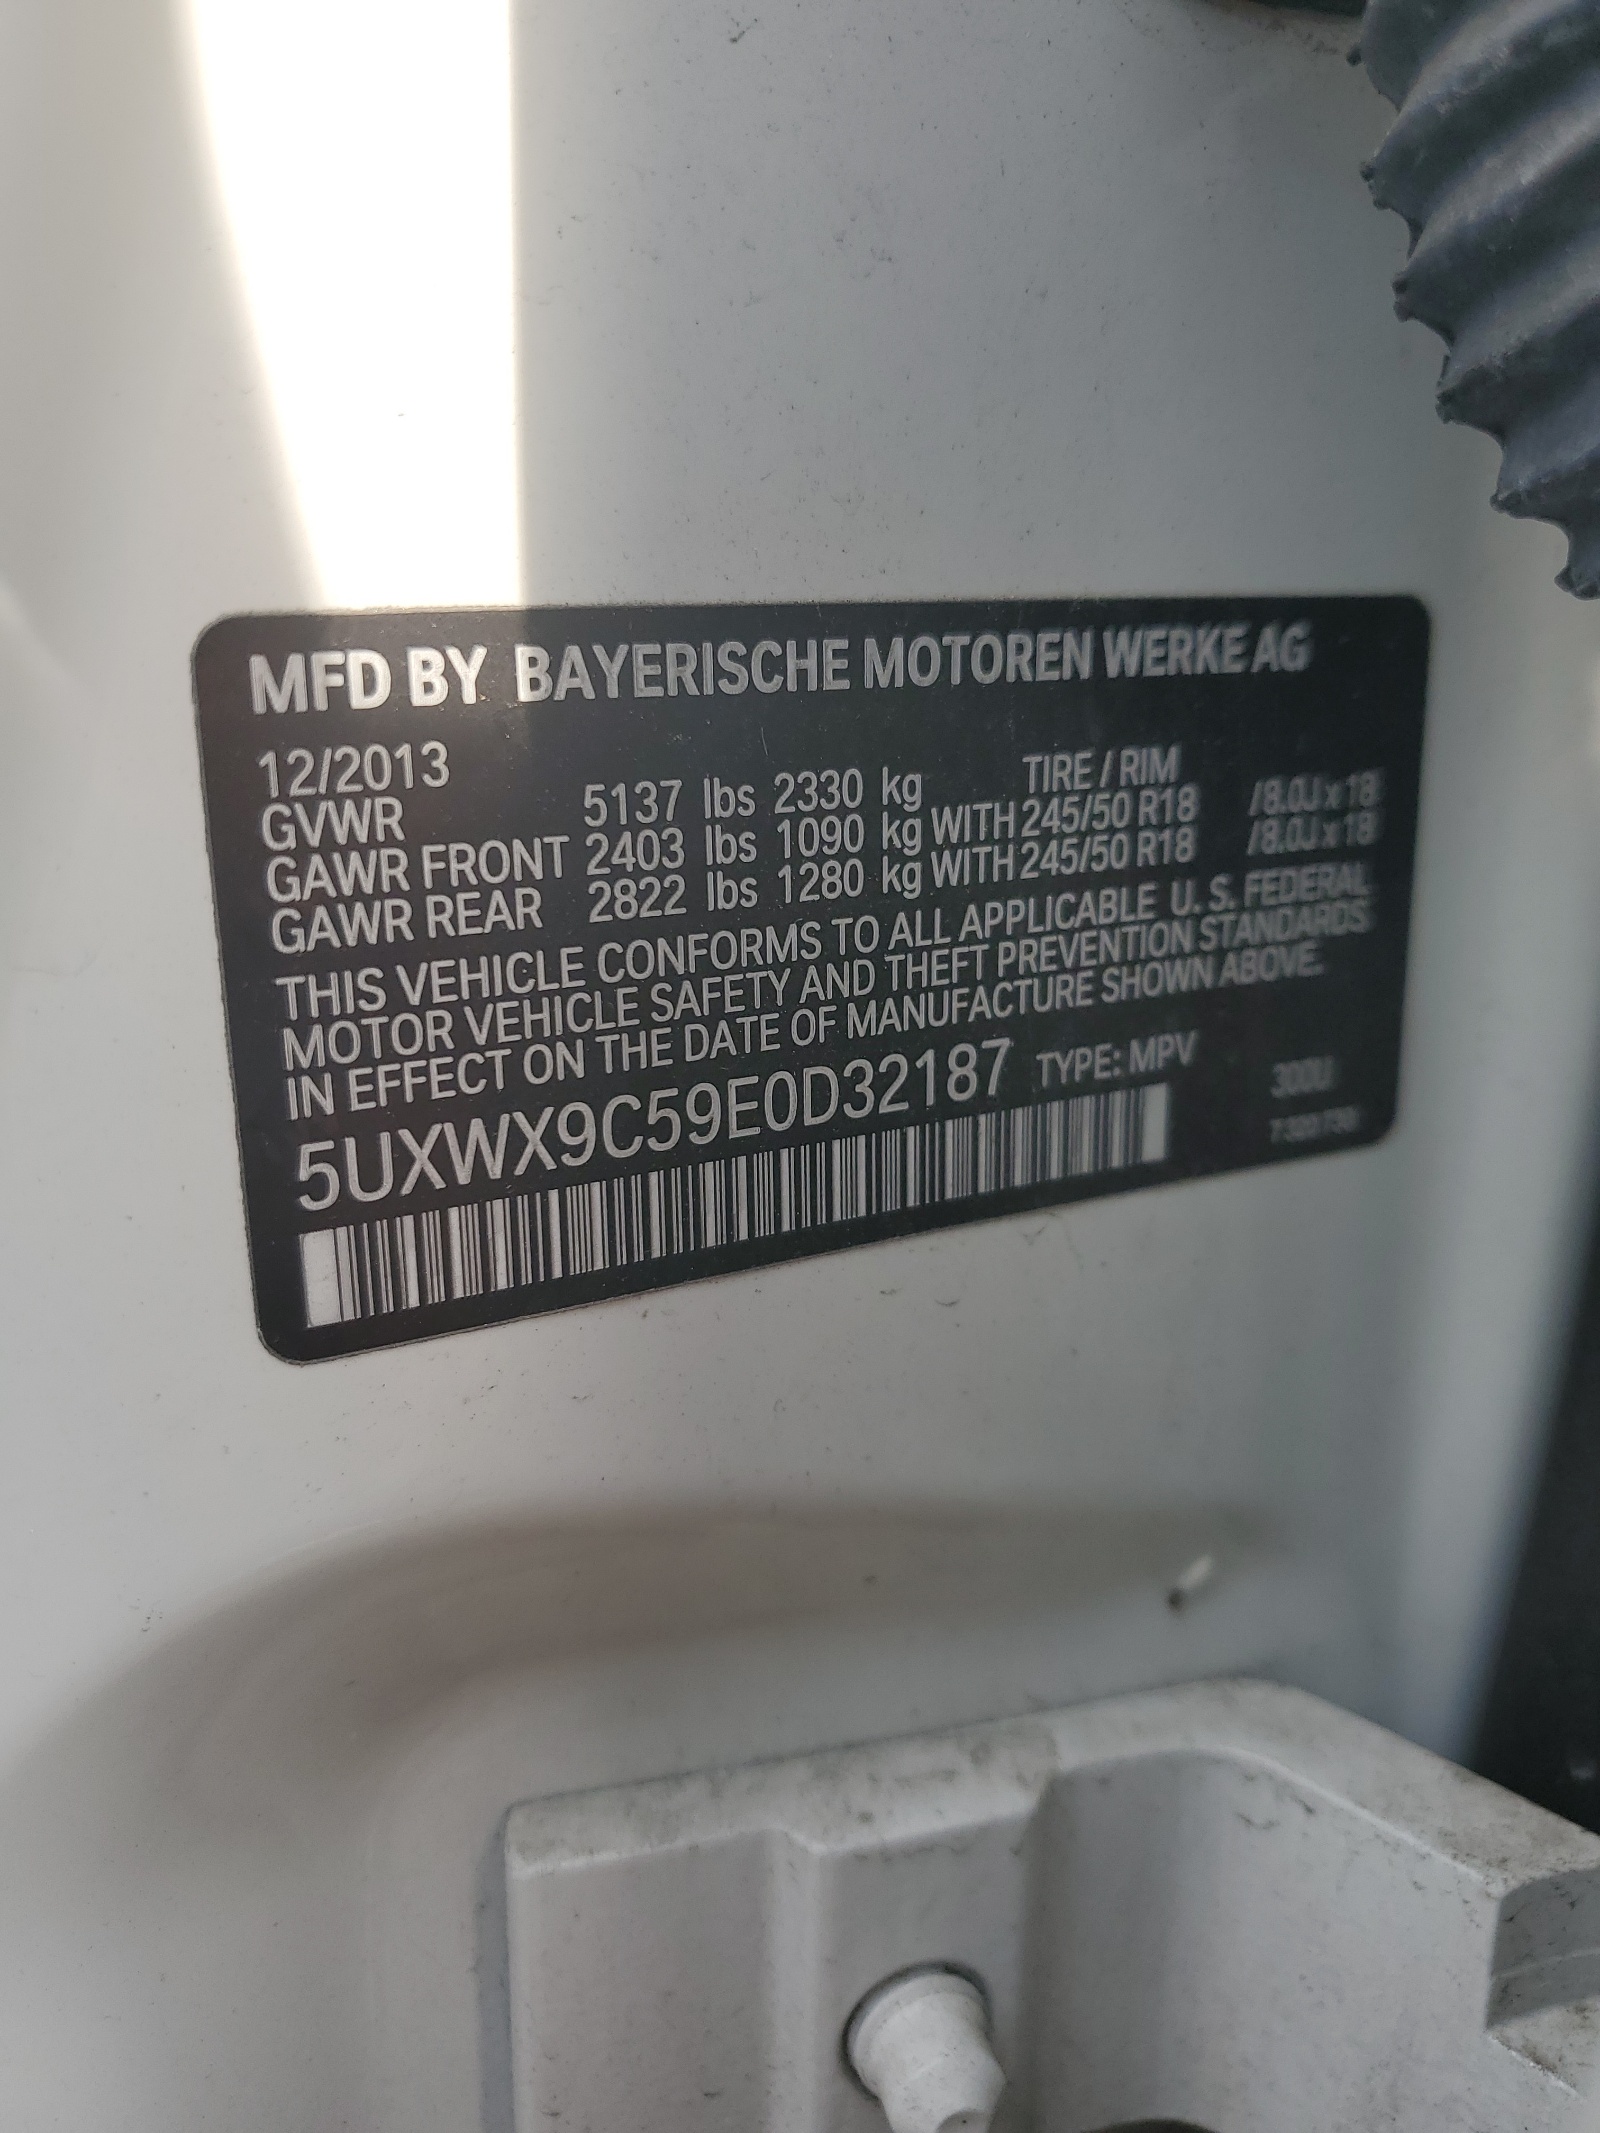 MFD BY BAYERISCHE MOTOREN WERKE AG
12/2013 TIRE / RIM
GVWR 5137 lbs 2330 kg
GAWR FRONT 2403 lbs 1090 kg WITH 245/50 R18 /8.0J x 18
GAWR REAR 2822 lbs 1280 kg WITH 245/50 R18 /8.0J x 18
THIS VEHICLE CONFORMS TO ALL APPLICABLE U. S. FEDERAL
MOTOR VEHICLE SAFETY AND THEFT PREVENTION STANDARDS
IN EFFECT ON THE DATE OF MANUFACTURE SHOWN ABOVE.
5UXWX9C59E0D32187 TYPE: MPV 300U